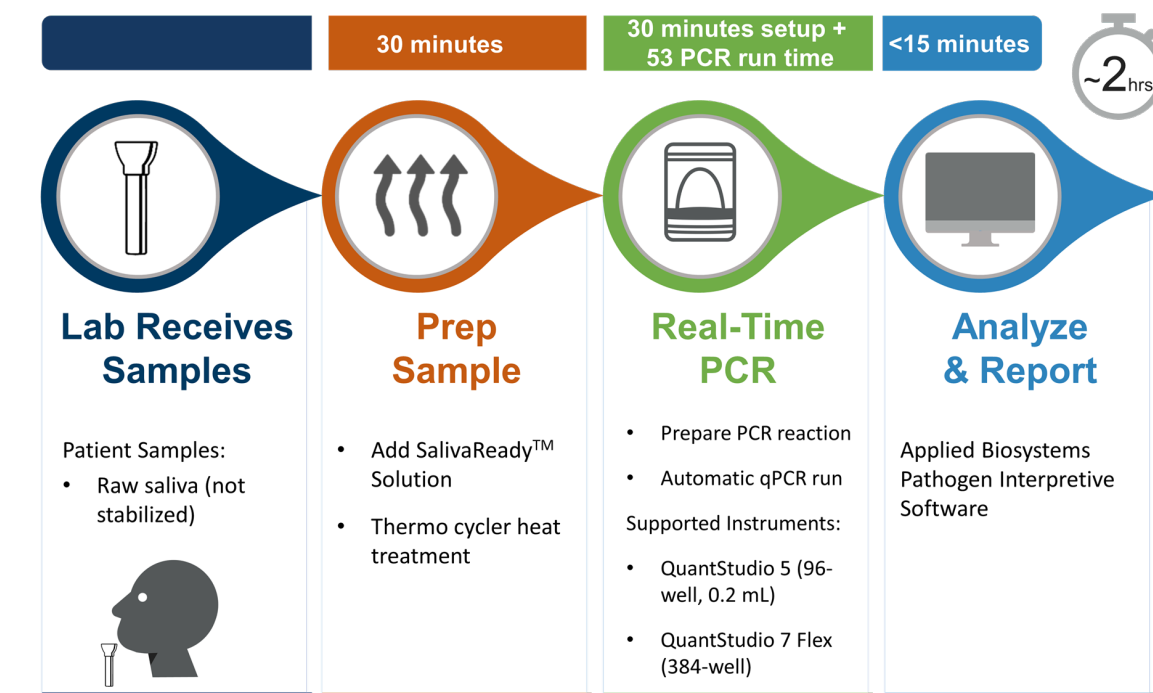 30 minutes
30 minutes setup +
53 PCR run time
<15 minutes
~2hrs
Lab Receives
Samples
Patient Samples:
• Raw saliva (not
stabilized)
Prep
Sample
• Add SalivaReady™
Solution
• Thermo cycler heat
treatment
Real-Time
PCR
• Prepare PCR reaction
• Automatic qPCR run
Supported Instruments:
• QuantStudio 5 (96-
well, 0.2 mL)
• QuantStudio 7 Flex
(384-well)
Analyze
& Report
Applied Biosystems
Pathogen Interpretive
Software